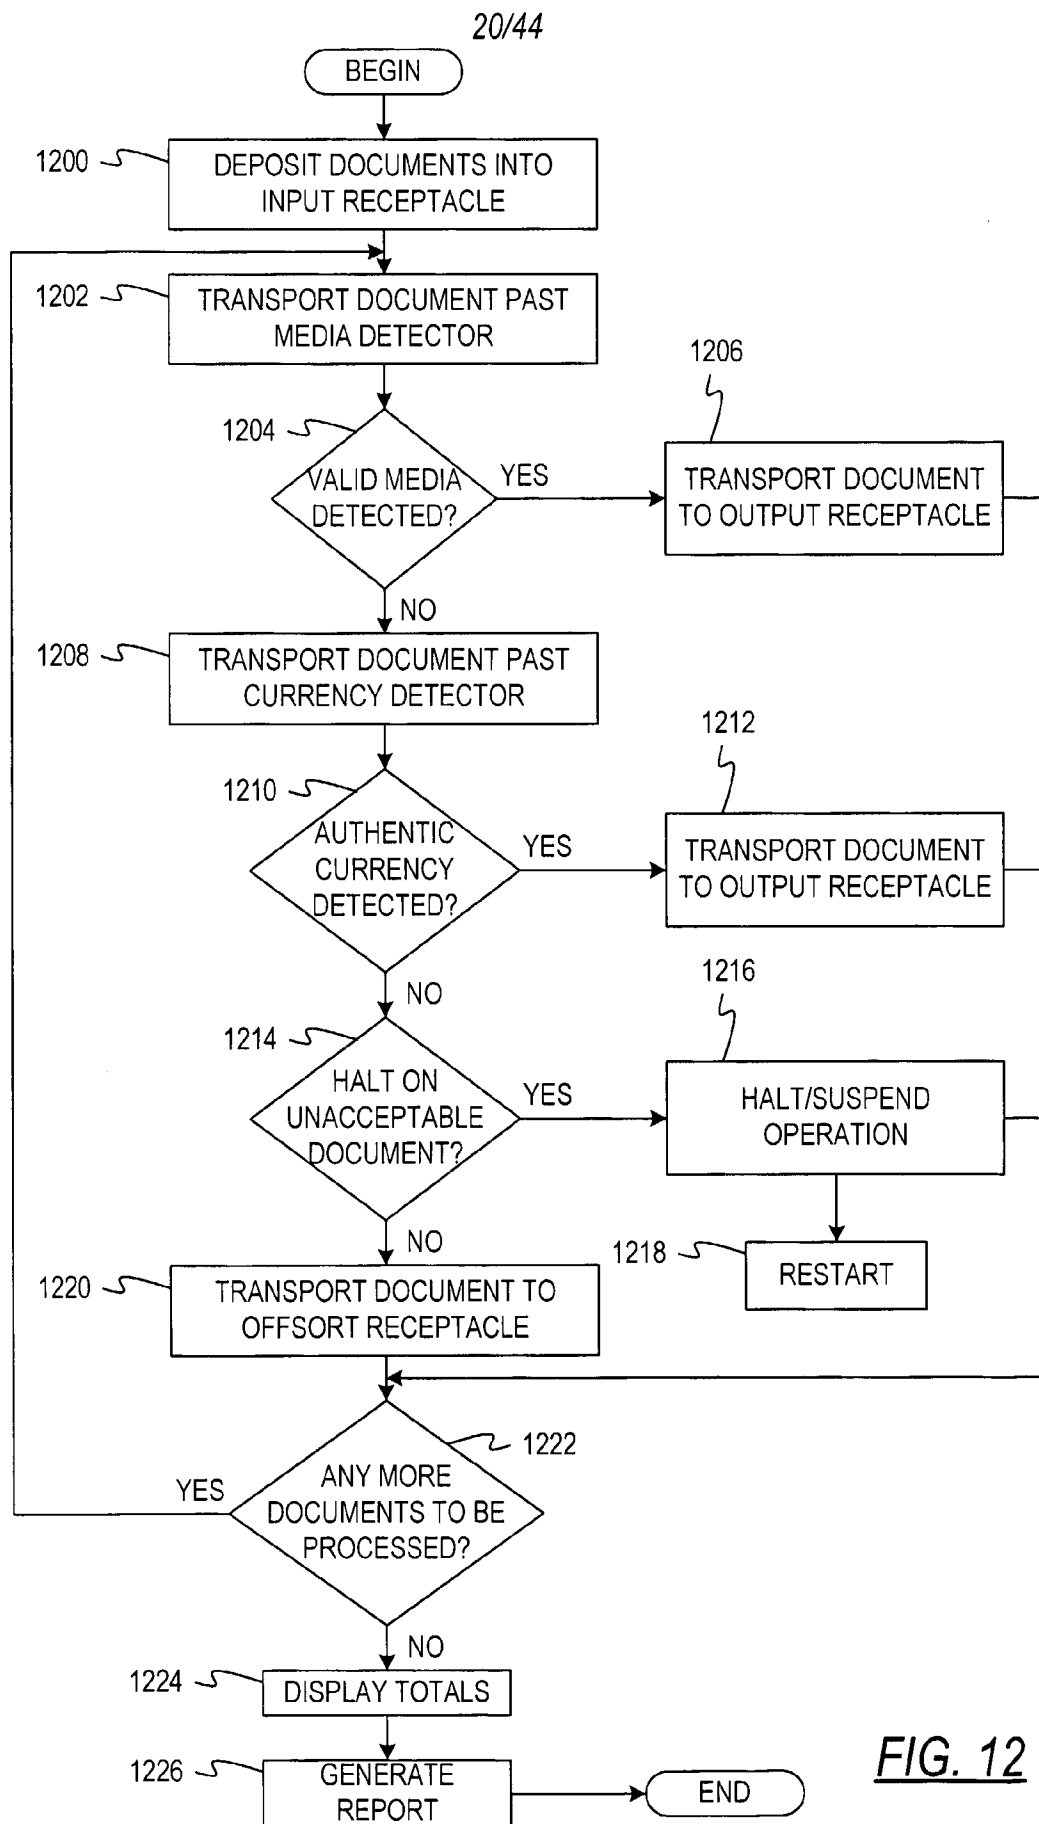 20/44
BEGIN
1200
DEPOSIT DOCUMENTS INTO
INPUT RECEPTACLE
1202
TRANSPORT DOCUMENT PAST
MEDIA DETECTOR
1204
VALID MEDIA
DETECTED?
YES
1206
TRANSPORT DOCUMENT
TO OUTPUT RECEPTACLE
NO
1208
TRANSPORT DOCUMENT PAST
CURRENCY DETECTOR
1210
AUTHENTIC
CURRENCY
DETECTED?
YES
1212
TRANSPORT DOCUMENT
TO OUTPUT RECEPTACLE
NO
1214
HALT ON
UNACCEPTABLE
DOCUMENT?
YES
1216
HALT/SUSPEND
OPERATION
1218
RESTART
NO
1220
TRANSPORT DOCUMENT TO
OFFSORT RECEPTACLE
1222
ANY MORE
DOCUMENTS TO BE
PROCESSED?
YES
NO
1224
DISPLAY TOTALS
1226
GENERATE
REPORT
END
FIG. 12